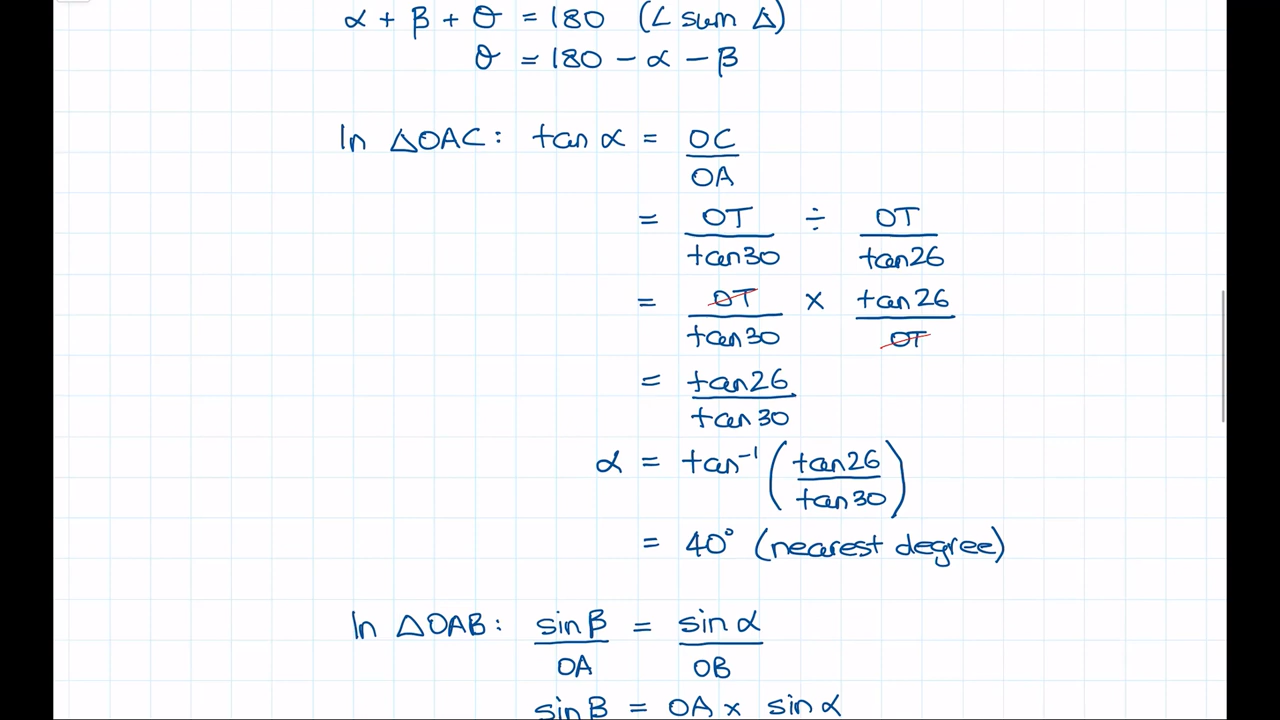 α + β + θ = 180 (∠ sum △)
θ = 180 − α − β
In △OAC: tan α = OC/OA
= OT/tan30 ÷ OT/tan26
= OT/tan30 × tan26/OT
= tan26/tan30
α = tan⁻¹(tan26/tan30)
= 40° (nearest degree)
In △OAB: sinβ/OA = sinα/OB
sinβ = OA × sinα